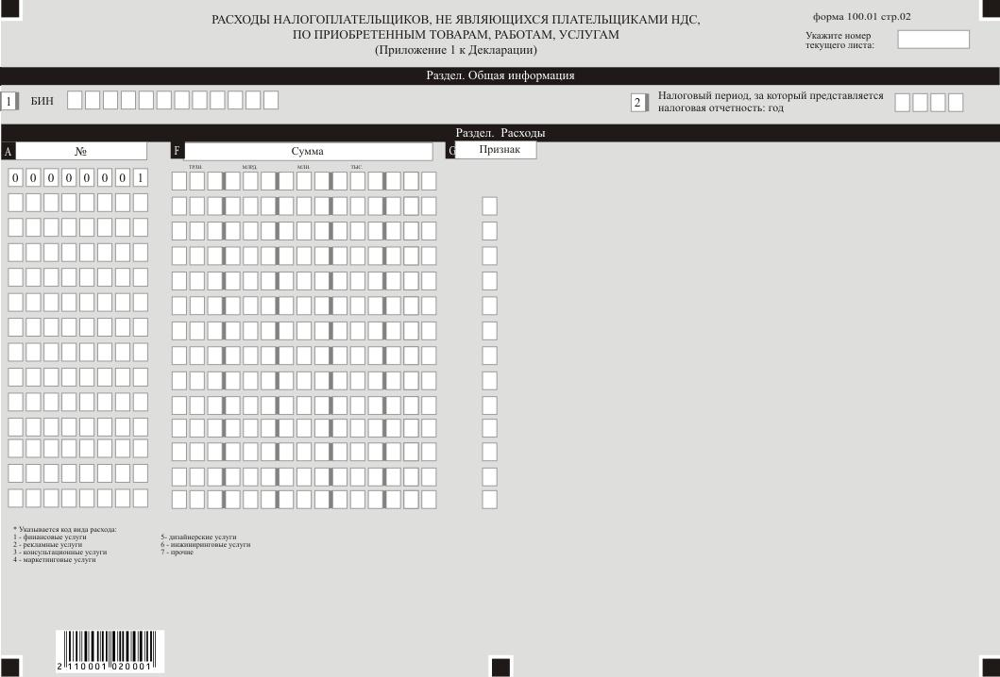 РАСХОДЫ НАЛОГОПЛАТЕЛЬЩИКОВ, НЕ ЯВЛЯЮЩИХСЯ ПЛАТЕЛЬЩИКАМИ НДС,
ПО ПРИОБРЕТЕННЫМ ТОВАРАМ, РАБОТАМ, УСЛУГАМ
(Приложение 1 к Декларации)
форма 100.01 стр.02
Укажите номер
текущего листа:
Раздел. Общая информация
1 БИН
2 Налоговый период, за который представляется
налоговая отчетность: год
Раздел. Расходы
A № F Сумма G Признак
ТРЛН. МЛРД. МЛН. ТЫС.
0 0 0 0 0 0 0 1
* Указывается код вида расхода:
1 - финансовые услуги
2 - рекламные услуги
3 - консультационные услуги
4 - маркетинговые услуги
5- дизайнерские услуги
6 - инжиниринговые услуги
7 - прочие
2 110001 020001